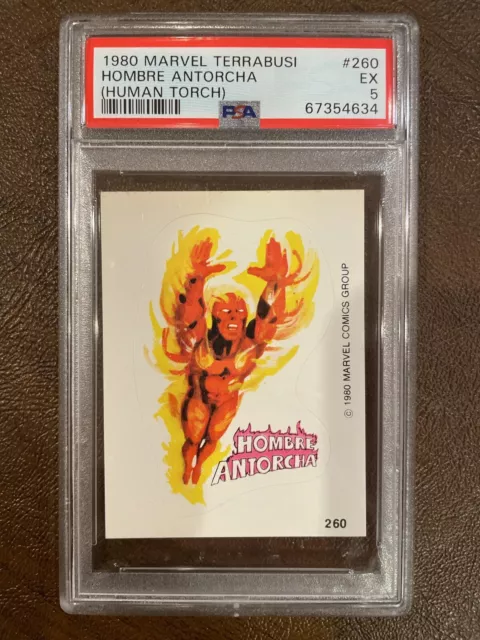 1980 MARVEL TERRABUSI #260
HOMBRE ANTORCHA EX
(HUMAN TORCH) 5
PSA 67354634
© 1980 MARVEL COMICS GROUP
HOMBRE
ANTORCHA
260